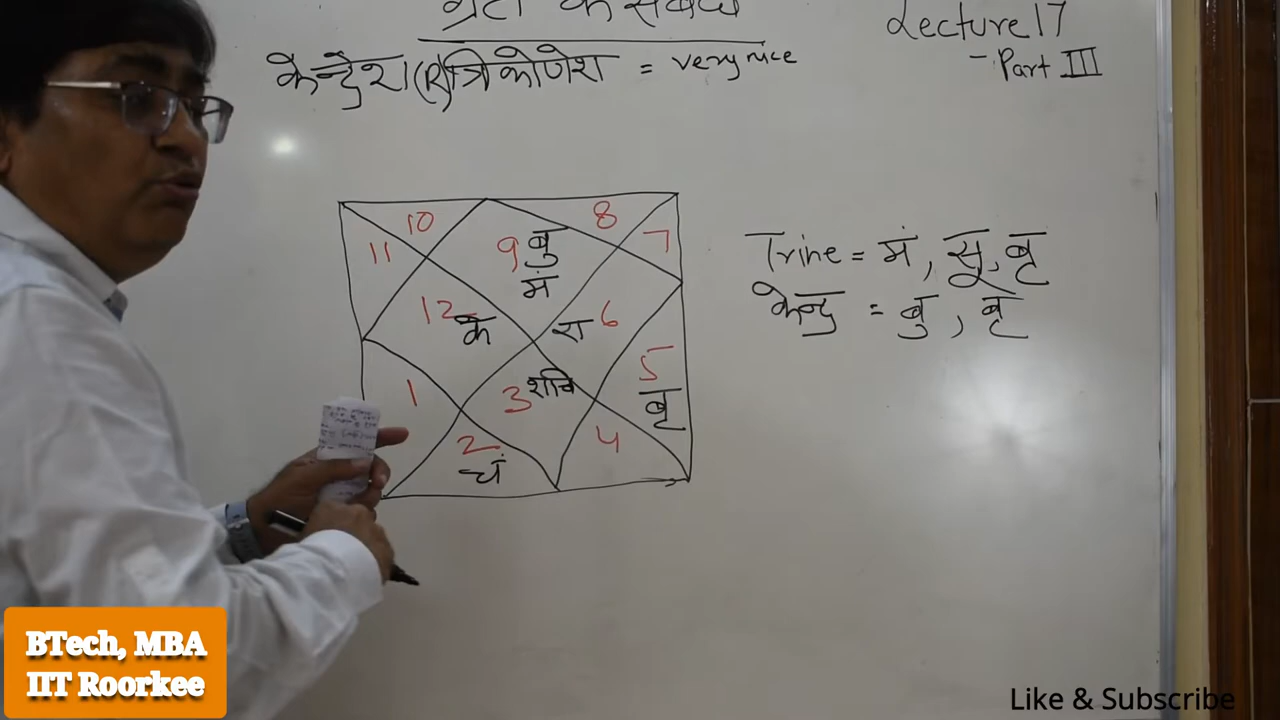 ग्रहों के संबंध
Lecture 17
- Part III
केन्द्रेश (R) त्रिकोणेश = very nice
10
8
11
9 बु
7
मं
12 के
रा 6
5
1
3 शनि
बृ
2
4
चं
Trine = मं, सू, बृ
केन्द्र = बु, बृ
BTech, MBA
IIT Roorkee
Like & Subscribe